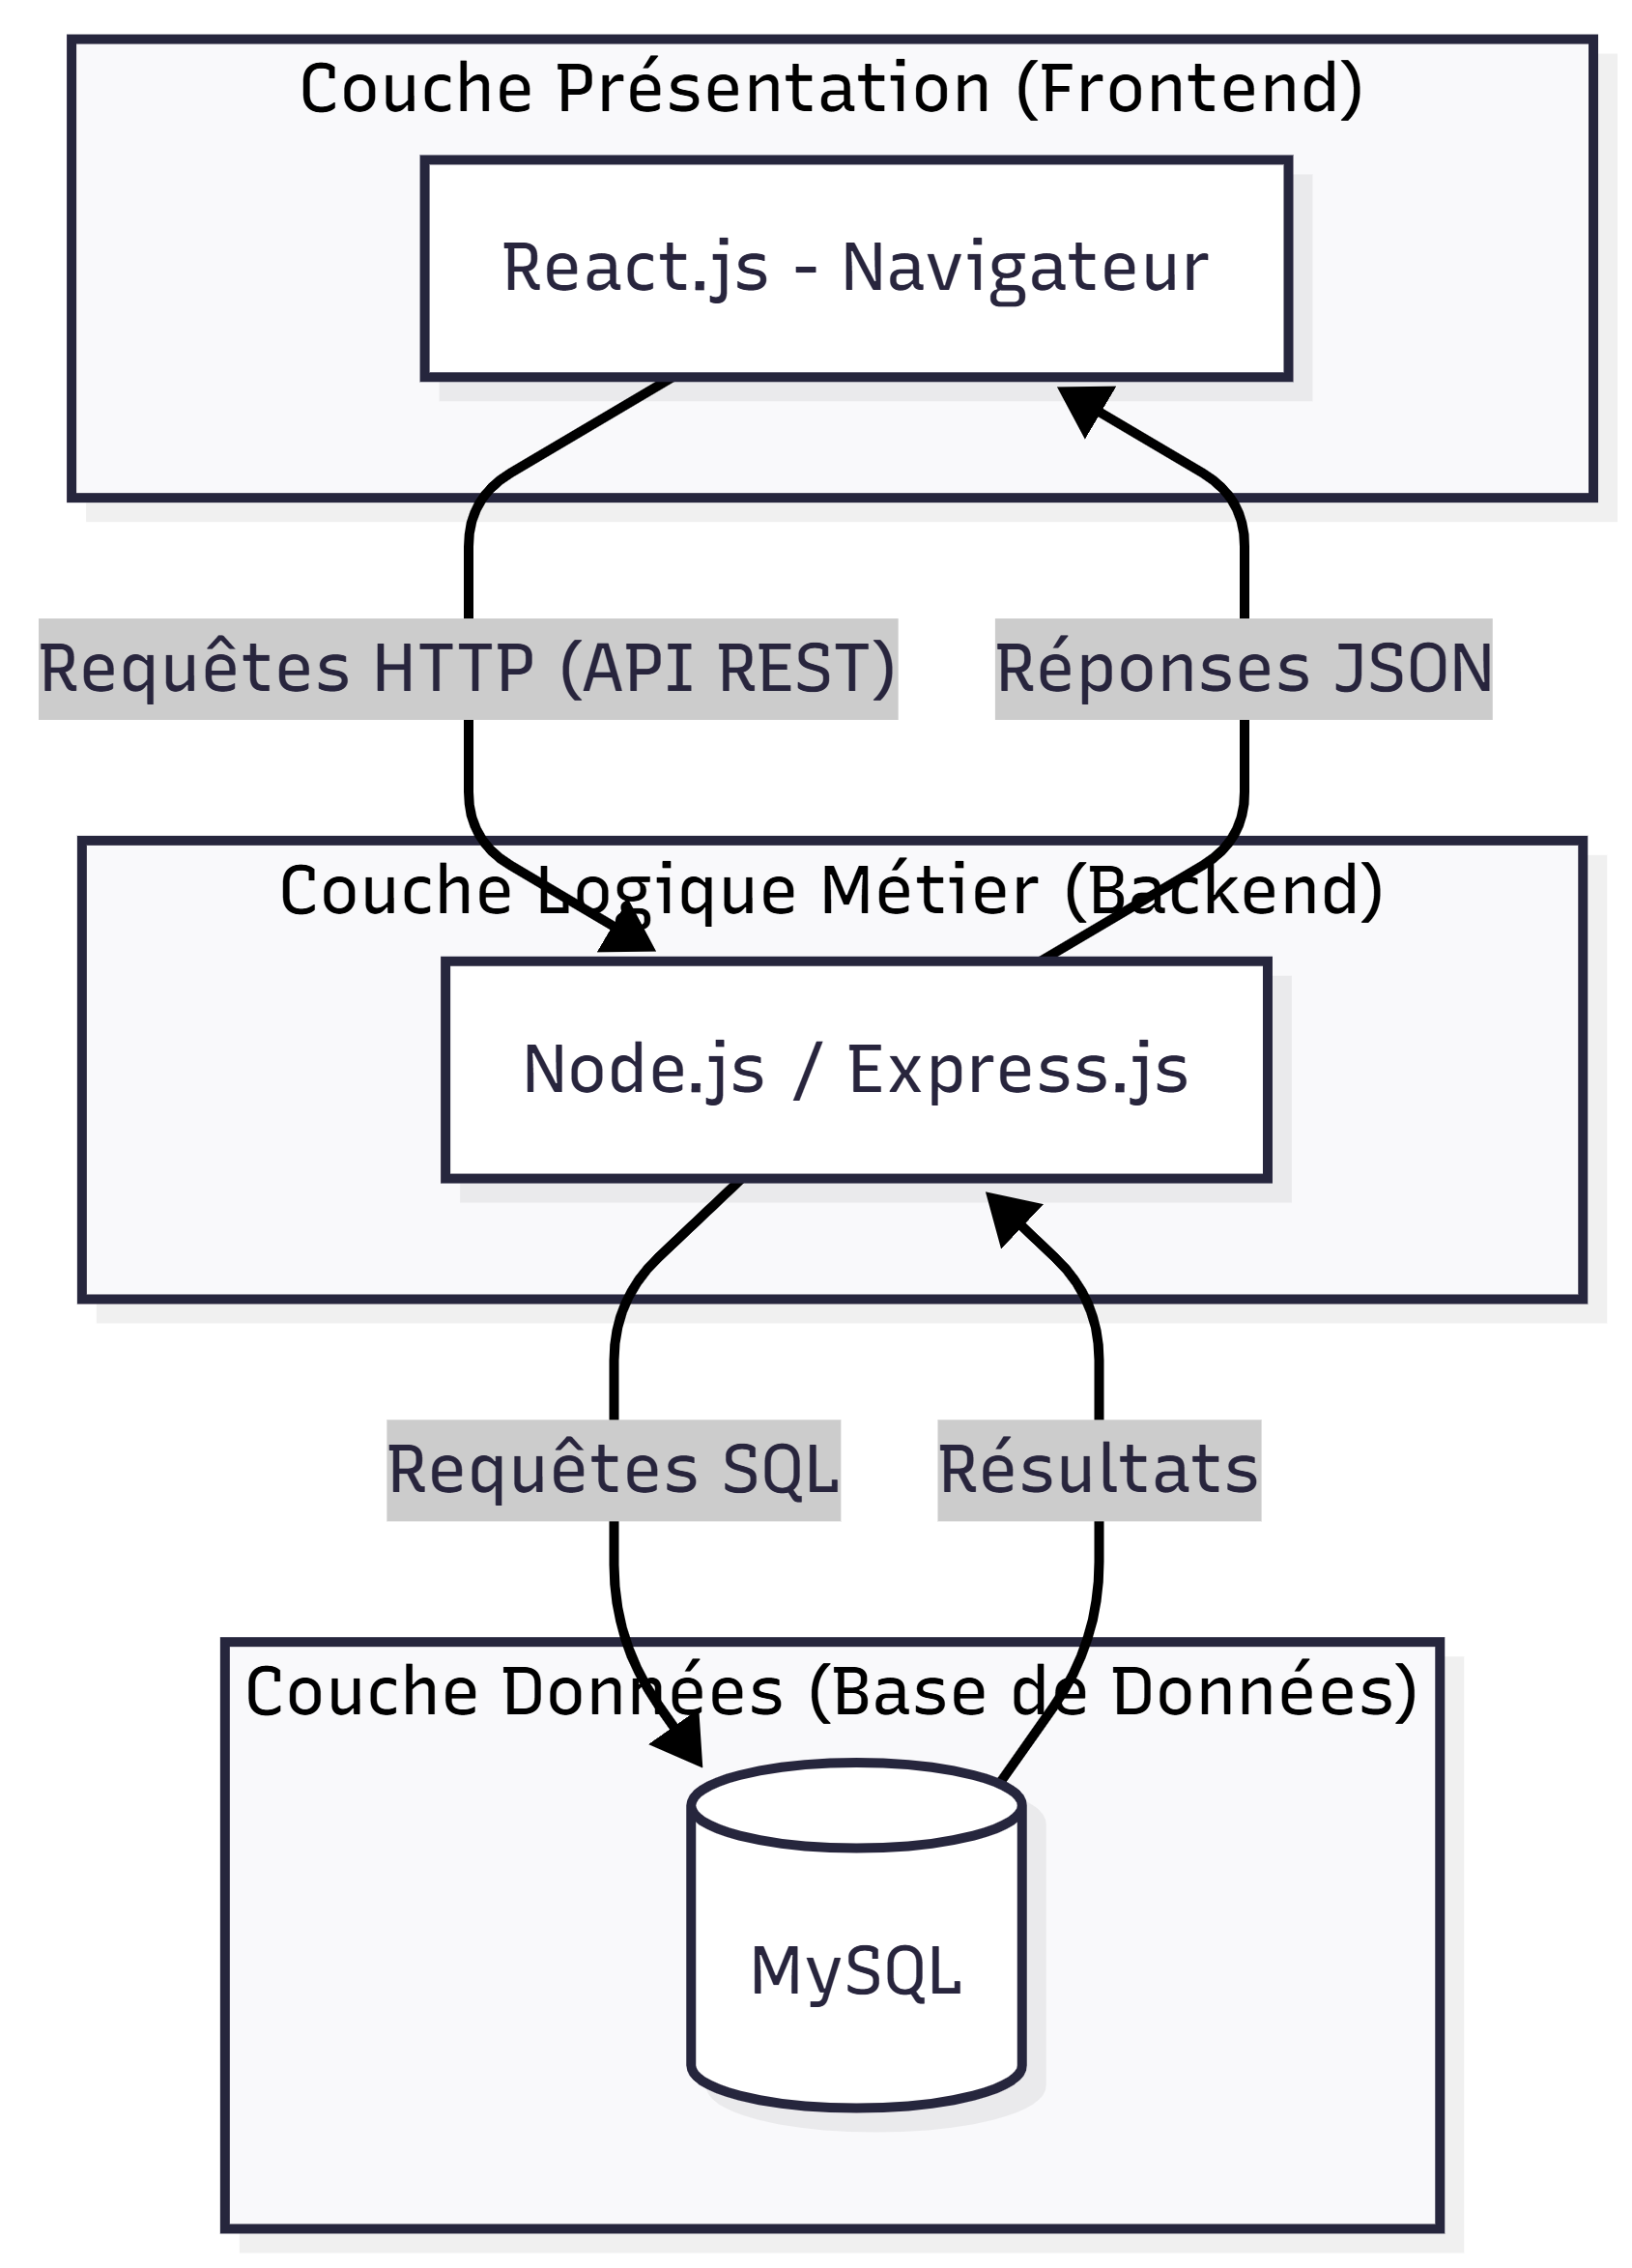 Couche Présentation (Frontend)
React.js - Navigateur
Requêtes HTTP (API REST)
Réponses JSON
Couche Logique Métier (Backend)
Node.js / Express.js
Requêtes SQL
Résultats
Couche Données (Base de Données)
MySQL